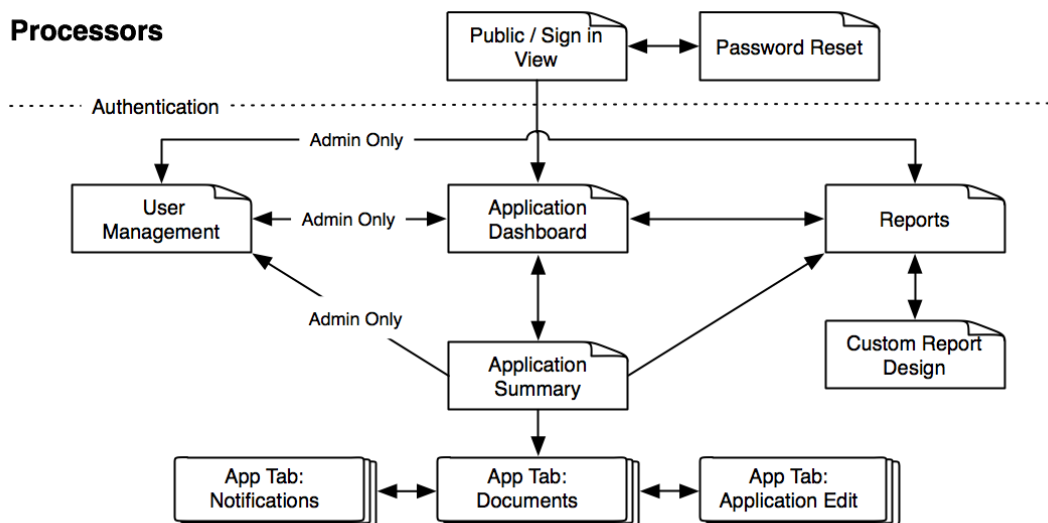 Processors
Public / Sign in
View
Password Reset
Authentication
Admin Only
User
Management
Admin Only
Application
Dashboard
Reports
Admin Only
Application
Summary
Custom Report
Design
App Tab:
Notifications
App Tab:
Documents
App Tab:
Application Edit